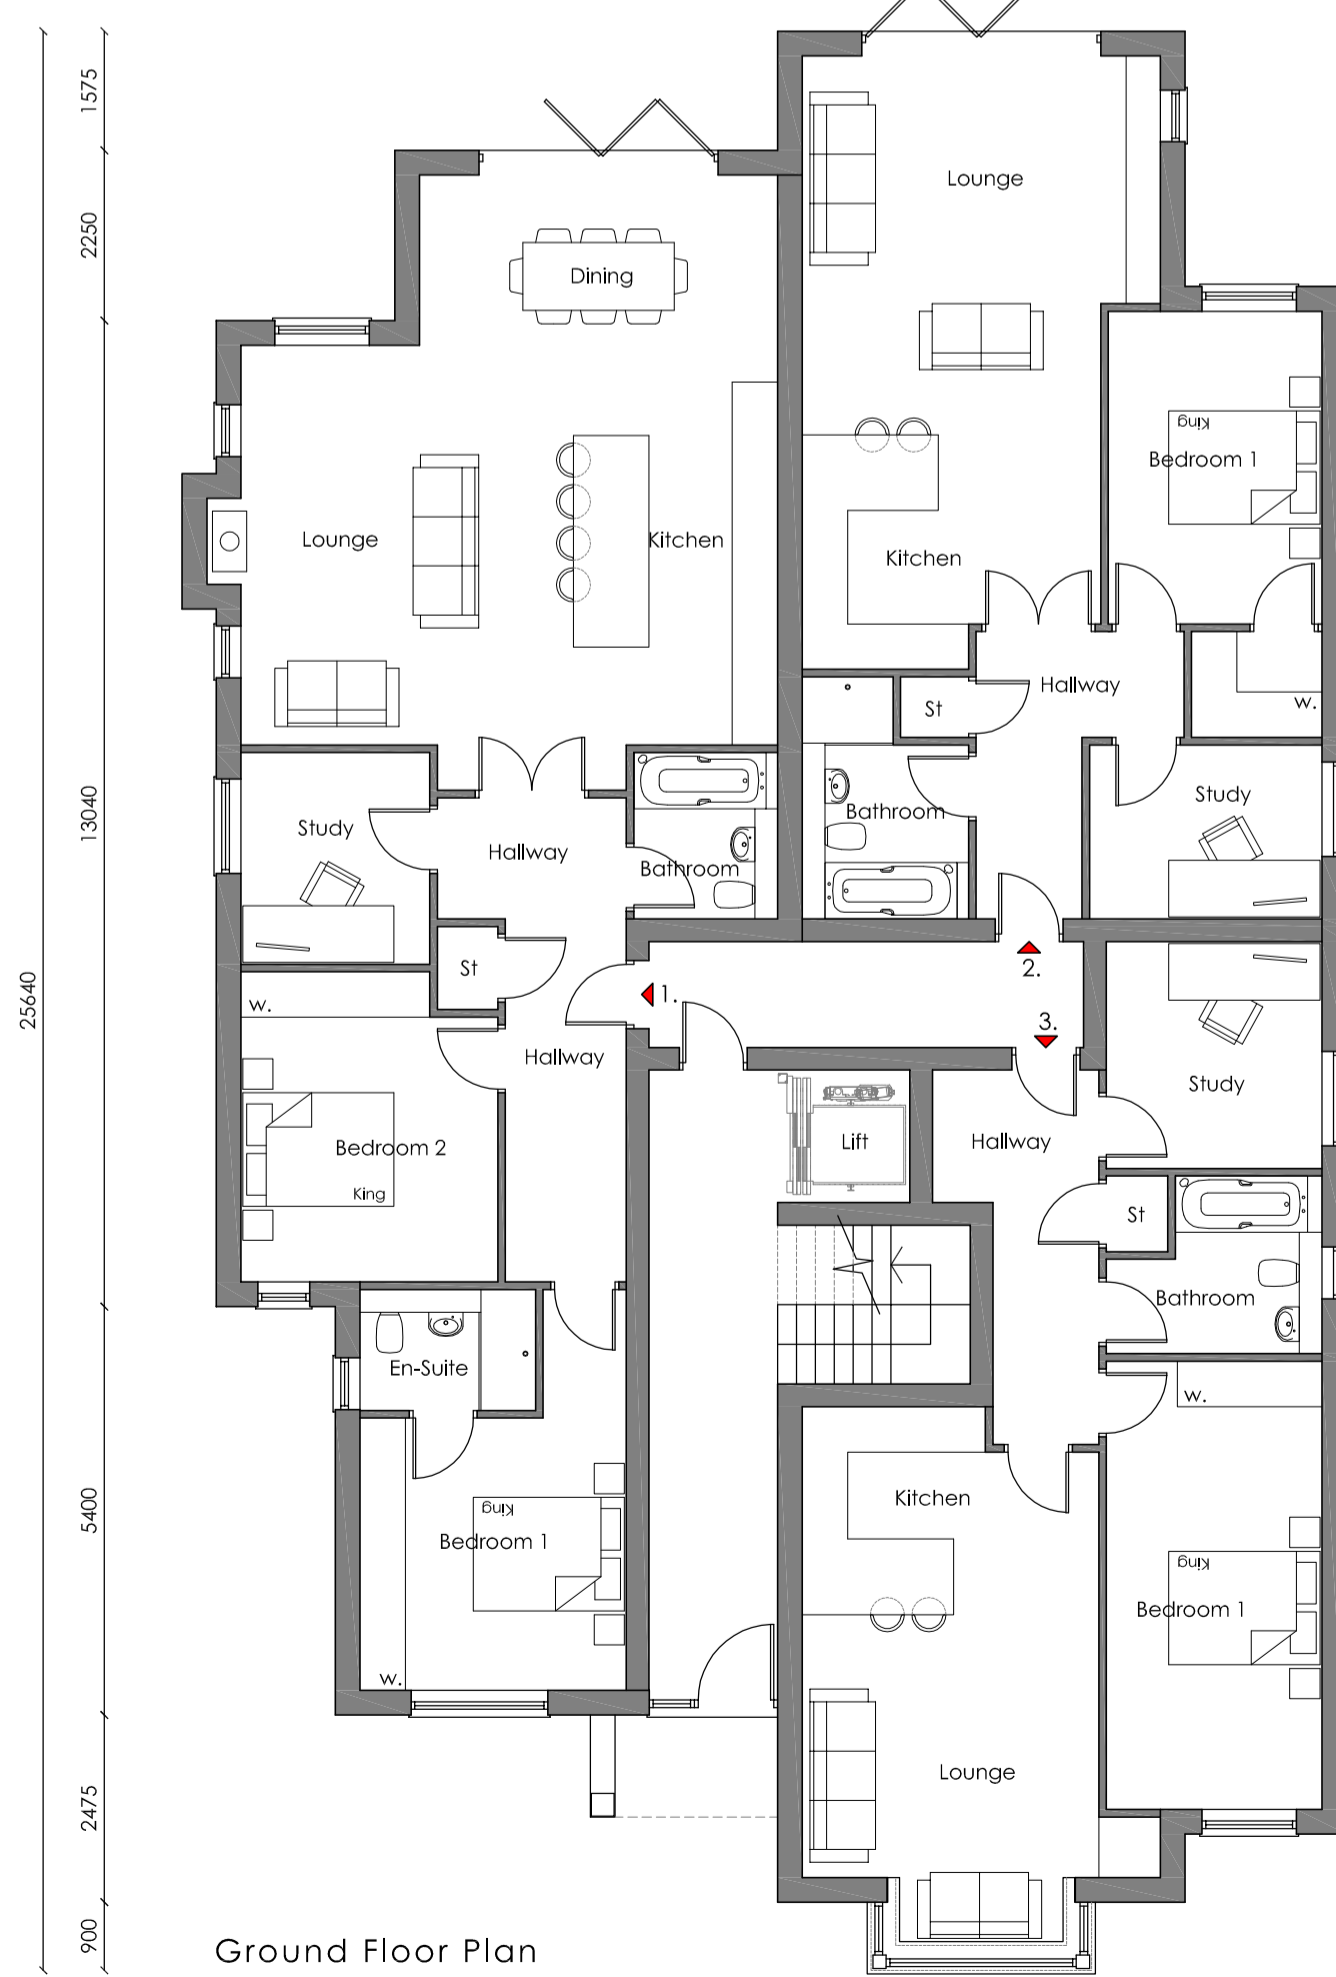 1575
Lounge
2250
Dining
King
Bedroom 1
Lounge
Kitchen
Kitchen
25640
13040
St
Hallway
w.
Study
Hallway
Bathroom
Bathroom
Study
St
w.
1.
2.
3.
Hallway
Study
Bedroom 2
King
Lift
Hallway
St
Bathroom
En-Suite
w.
5400
Kitchen
King
Bedroom 1
King
Bedroom 1
w.
2475
Lounge
900
Ground Floor Plan